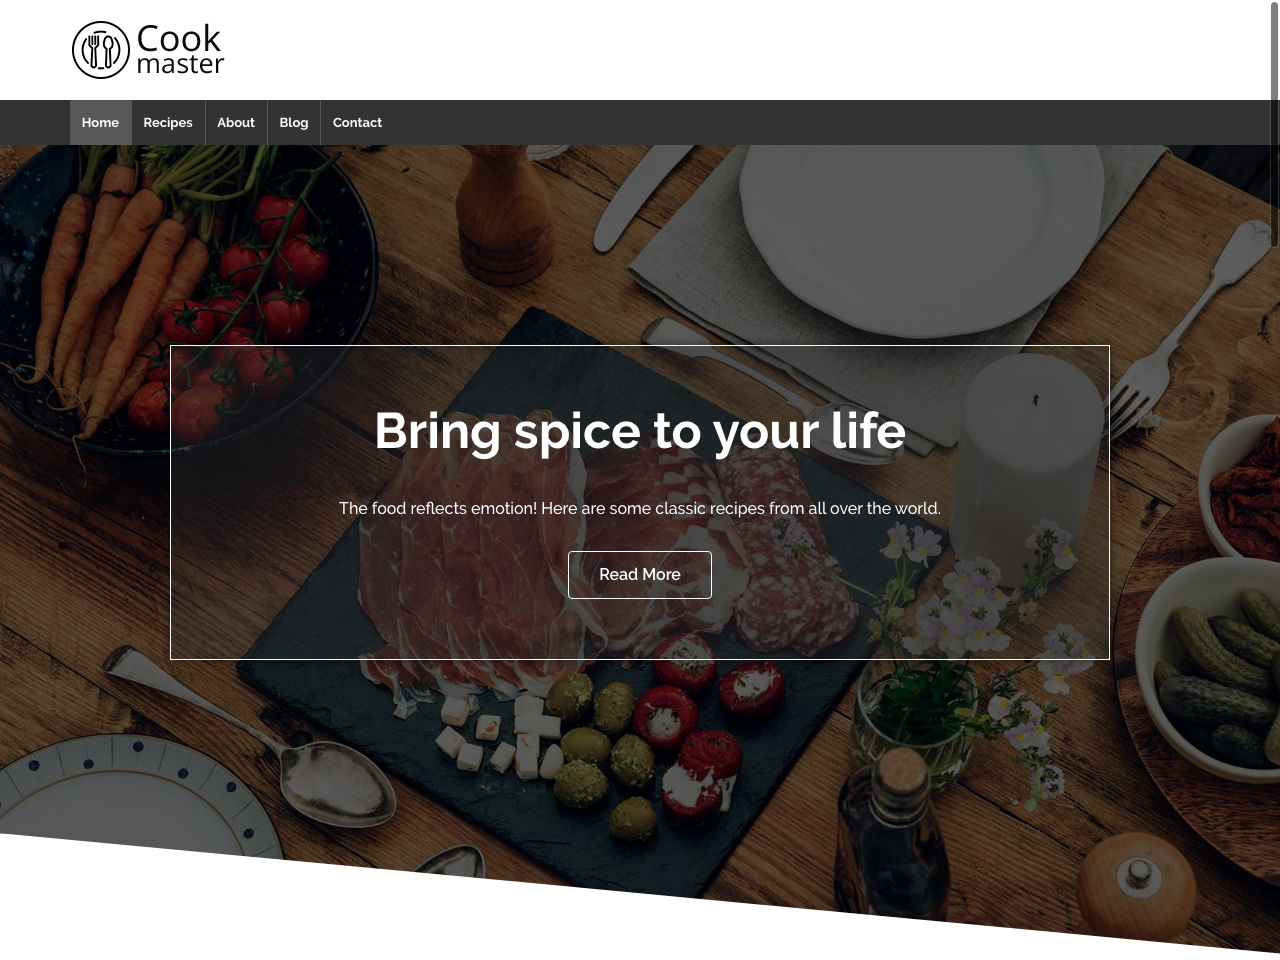 Cook
master
Home Recipes About Blog Contact
Bring spice to your life
The food reflects emotion! Here are some classic recipes from all over the world.
Read More